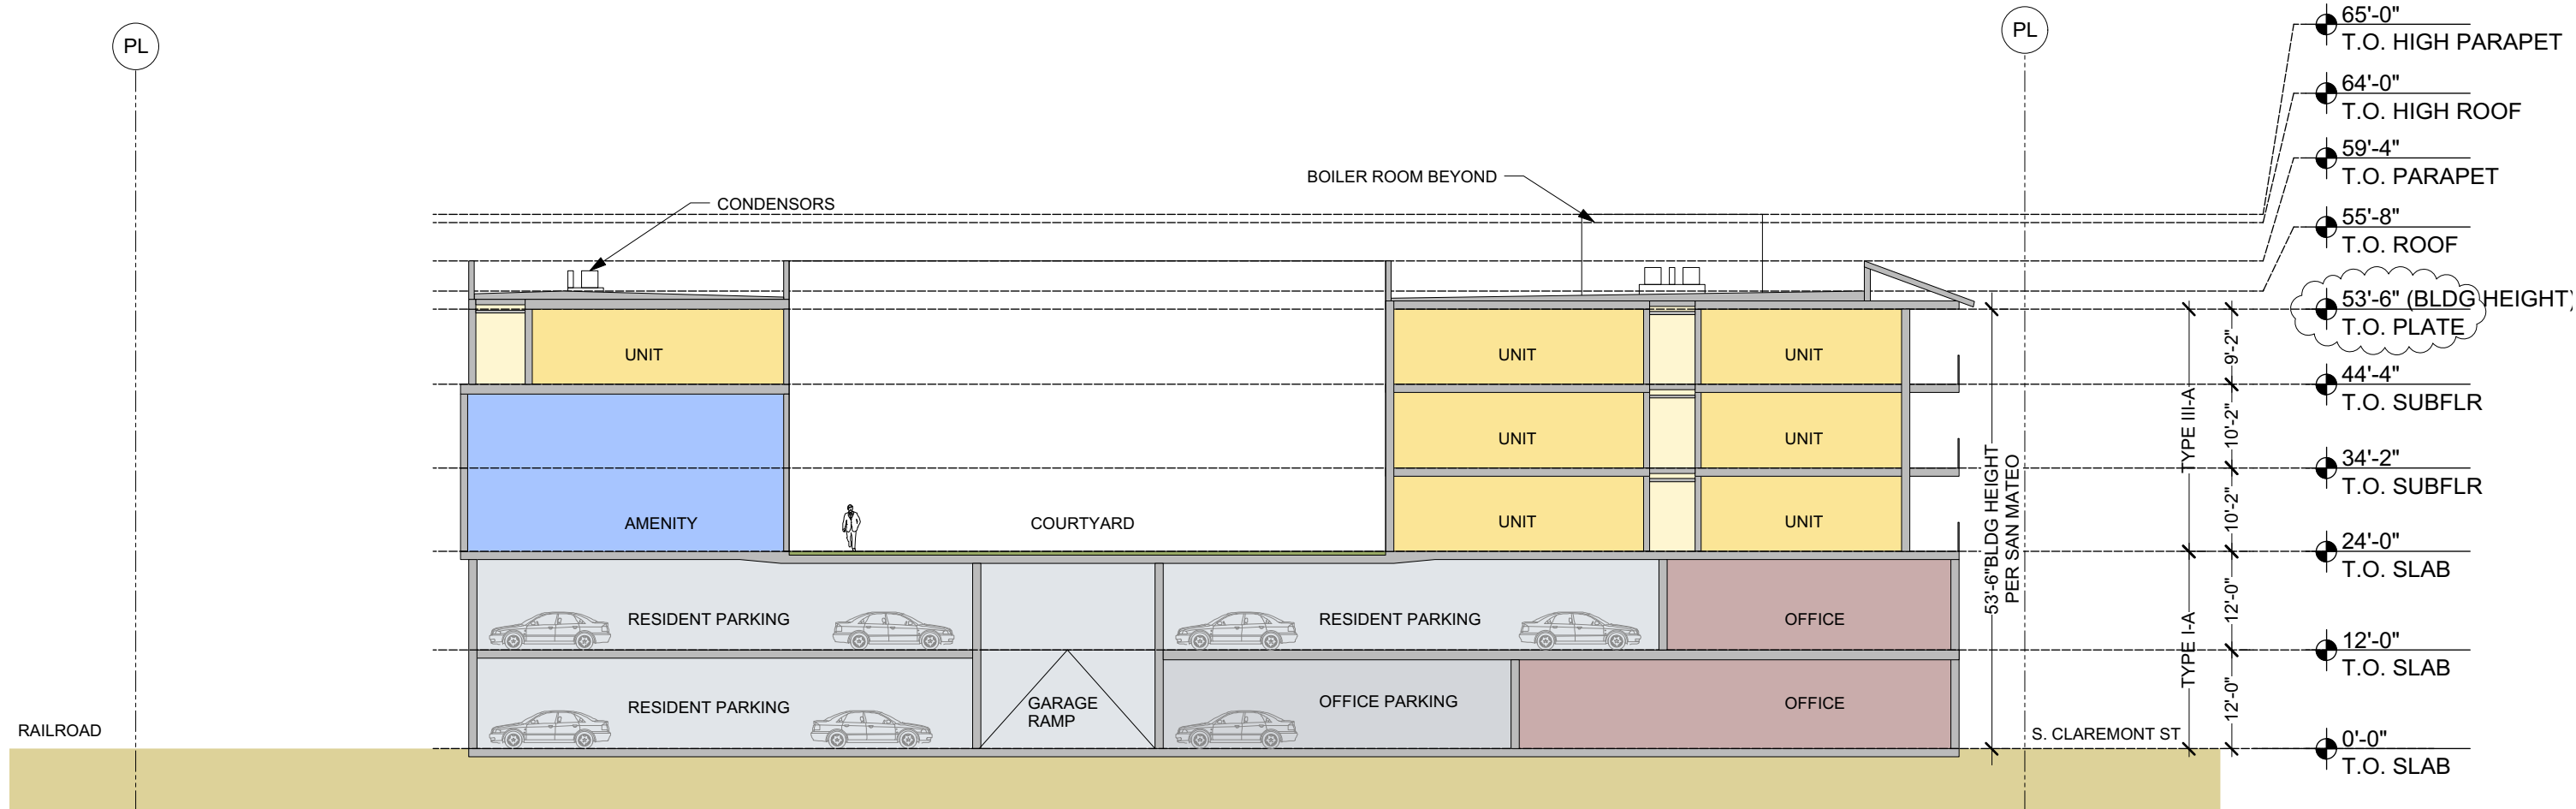 PL
PL
65'-0"
T.O. HIGH PARAPET
64'-0"
T.O. HIGH ROOF
59'-4"
T.O. PARAPET
BOILER ROOM BEYOND
CONDENSORS
55'-8"
T.O. ROOF
53'-6" (BLDG HEIGHT)
T.O. PLATE
UNIT
UNIT
UNIT
9'-2"
44'-4"
T.O. SUBFLR
TYPE III-A
UNIT
UNIT
10'-2"
34'-2"
T.O. SUBFLR
53'-6"BLDG HEIGHT
PER SAN MATEO
AMENITY
COURTYARD
UNIT
UNIT
10'-2"
24'-0"
T.O. SLAB
RESIDENT PARKING
RESIDENT PARKING
OFFICE
12'-0"
12'-0"
T.O. SLAB
TYPE I-A
RESIDENT PARKING
GARAGE
RAMP
OFFICE PARKING
OFFICE
12'-0"
RAILROAD
S. CLAREMONT ST
0'-0"
T.O. SLAB